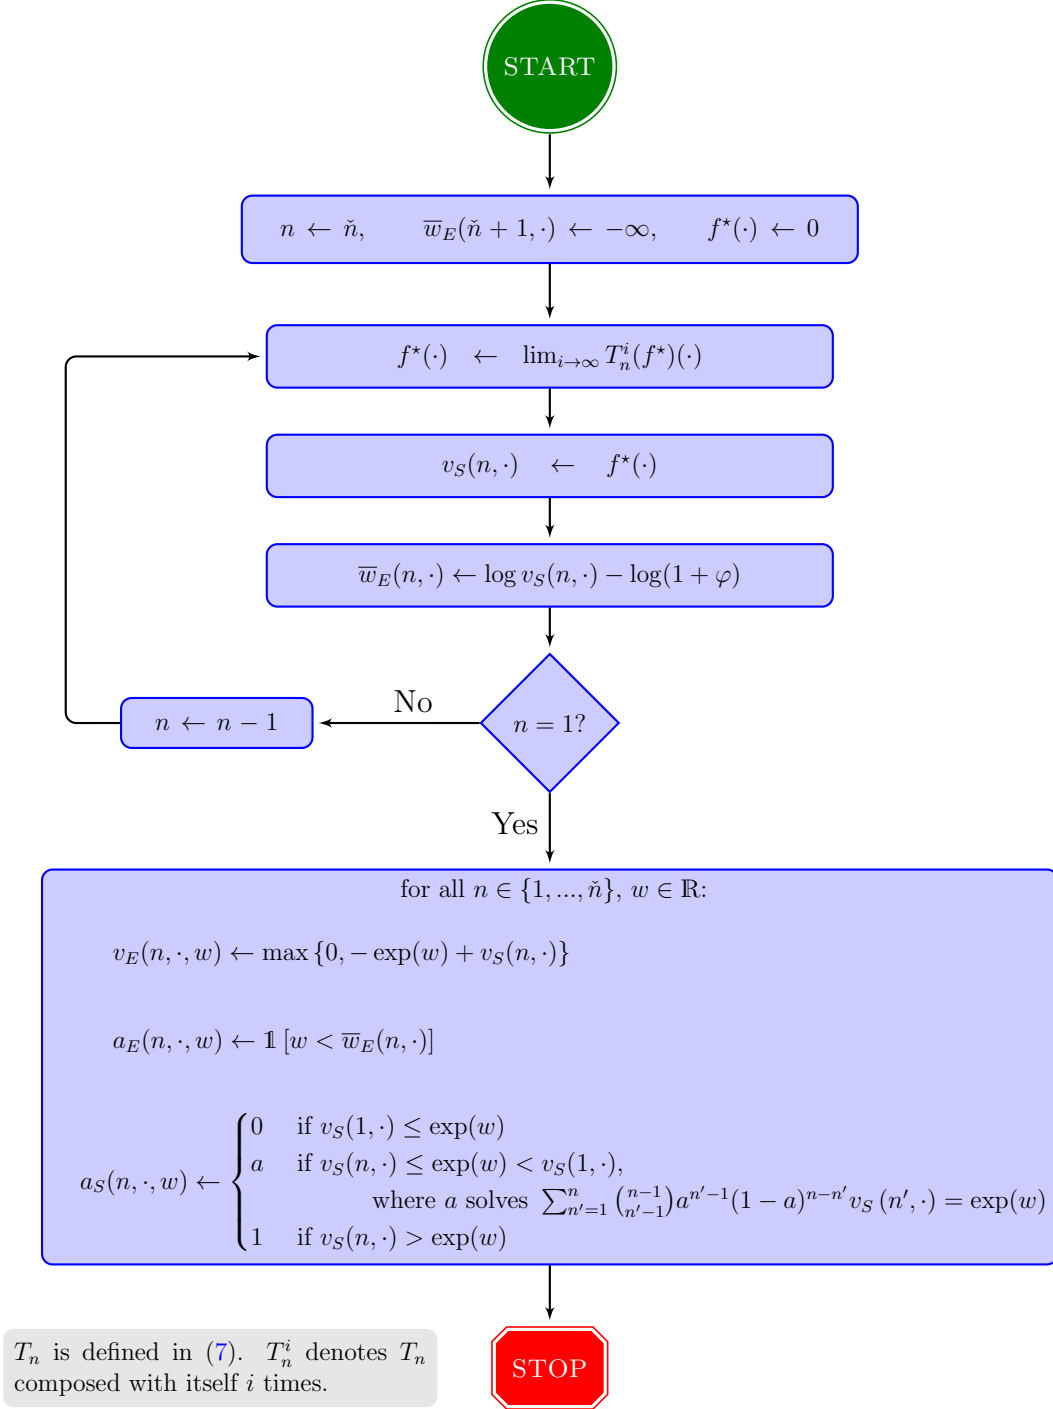 START
n ← ň, w̅_E(ň + 1, ·) ← −∞, f⋆(·) ← 0
f⋆(·) ← lim_{i→∞} T_n^i(f⋆)(·)
v_S(n, ·) ← f⋆(·)
w̅_E(n, ·) ← log v_S(n, ·) − log(1 + φ)
No
n ← n − 1
n = 1?
Yes
for all n ∈ {1, ..., ň}, w ∈ ℝ:
v_E(n, ·, w) ← max {0, − exp(w) + v_S(n, ·)}
a_E(n, ·, w) ← 𝟙 [w < w̅_E(n, ·)]
a_S(n, ·, w) ← {
0 if v_S(1, ·) ≤ exp(w)
a if v_S(n, ·) ≤ exp(w) < v_S(1, ·),
where a solves ∑_{n′=1}^{n} \binom{n−1}{n′−1} a^{n′−1}(1 − a)^{n−n′} v_S (n′, ·) = exp(w)
1 if v_S(n, ·) > exp(w)
T_n is defined in (7). T_n^i denotes T_n
composed with itself i times.
STOP